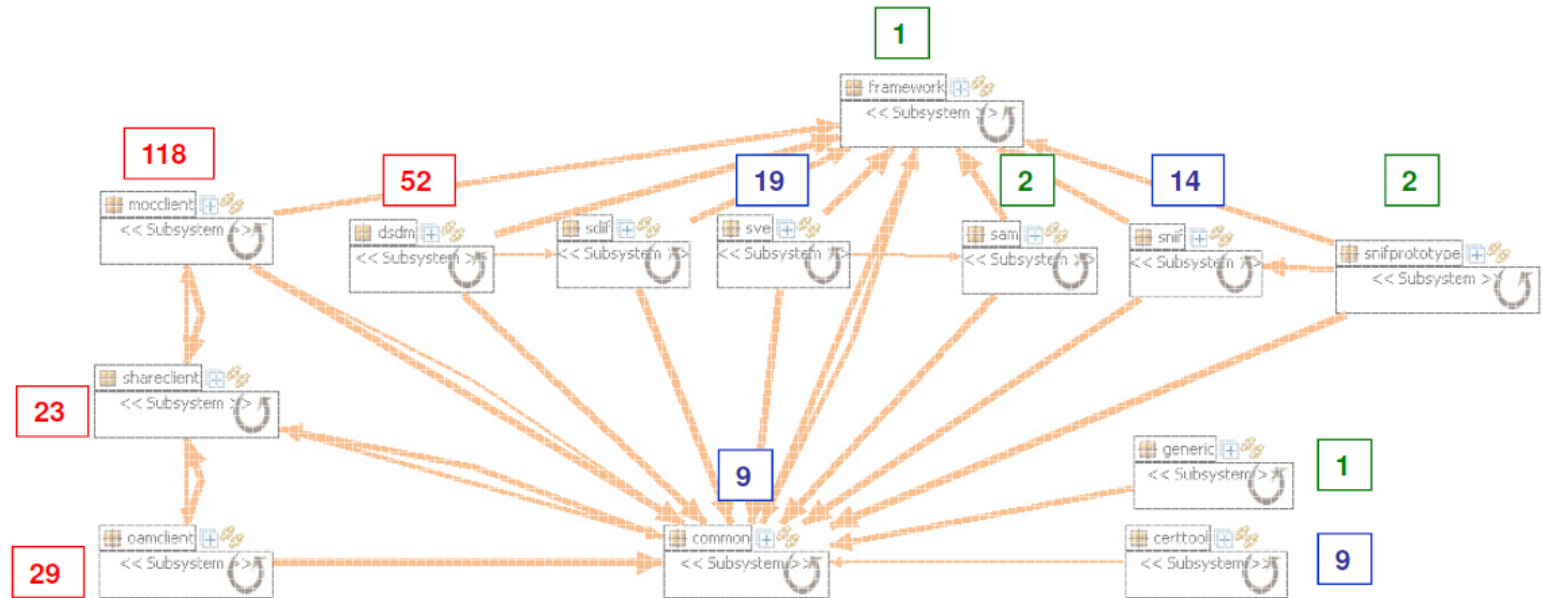 1
framework
<< Subsystem >>
118
52
19
2
14
2
mocclient
<< Subsystem >>
dsdm
<< Subsystem >>
sdif
<< Subsystem >>
sve
<< Subsystem >>
sam
<< Subsystem >>
snif
<< Subsystem >>
snifprototype
<< Subsystem >
shareclient
<< Subsystem >>
23
9
generic
<< Subsystem >>
1
oamclient
<< Subsystem >>
29
common
<< Subsystem >>
certtool
<< Subsystem >>
9